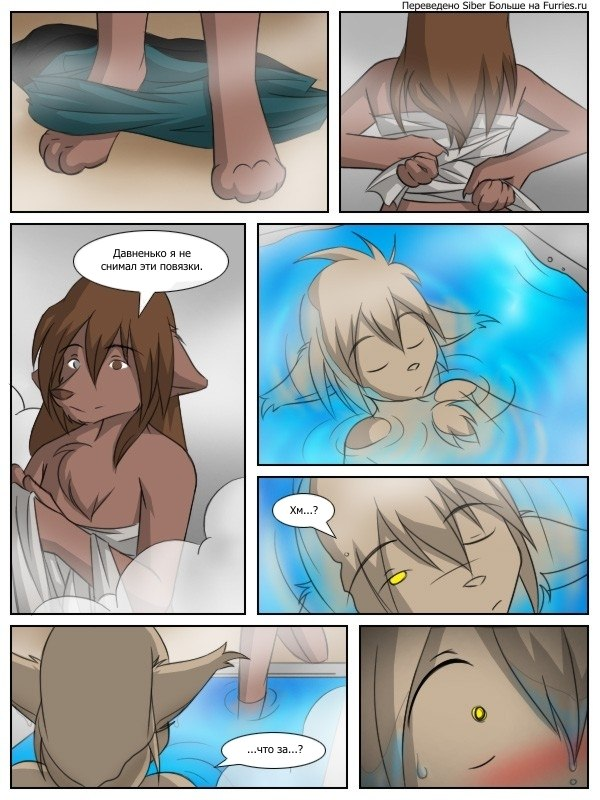 Переведено Siber Больше на Furries.ru
Давненько я не
снимал эти повязки.
Хм...?
...что за...?